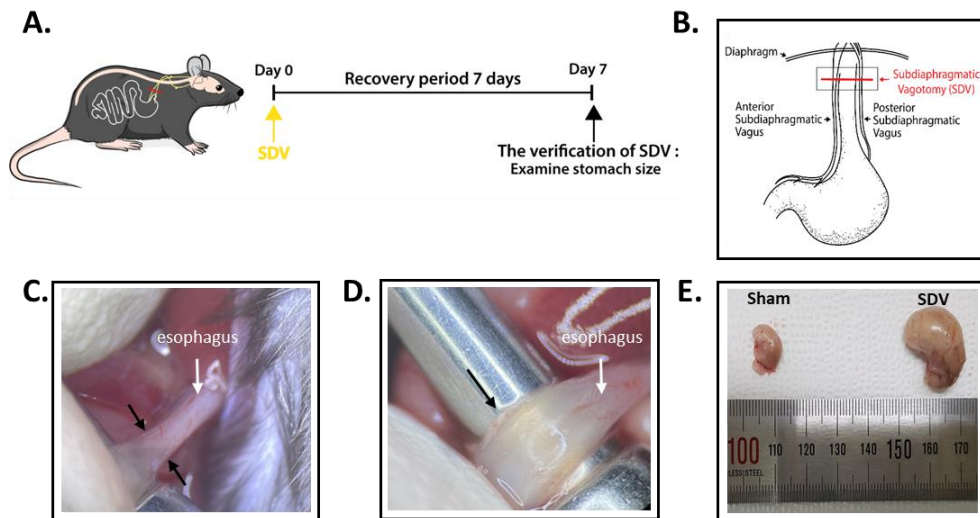 A.
Day 0
Recovery period 7 days
Day 7
SDV
The verification of SDV :
Examine stomach size
B.
Diaphragm
Subdiaphragmatic
Vagotomy (SDV)
Anterior
Subdiaphragmatic
Vagus
Posterior
Subdiaphragmatic
Vagus
C.
esophagus
D.
esophagus
E.
Sham
SDV
100 110 120 130 140 150 160 170
LESS STEEL